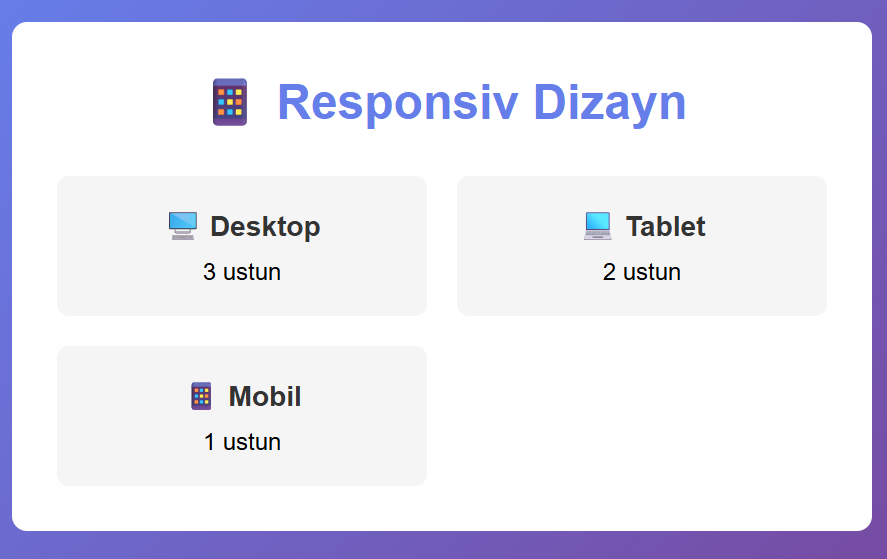 📱 Responsiv Dizayn
🖥️ Desktop
3 ustun
💻 Tablet
2 ustun
📱 Mobil
1 ustun